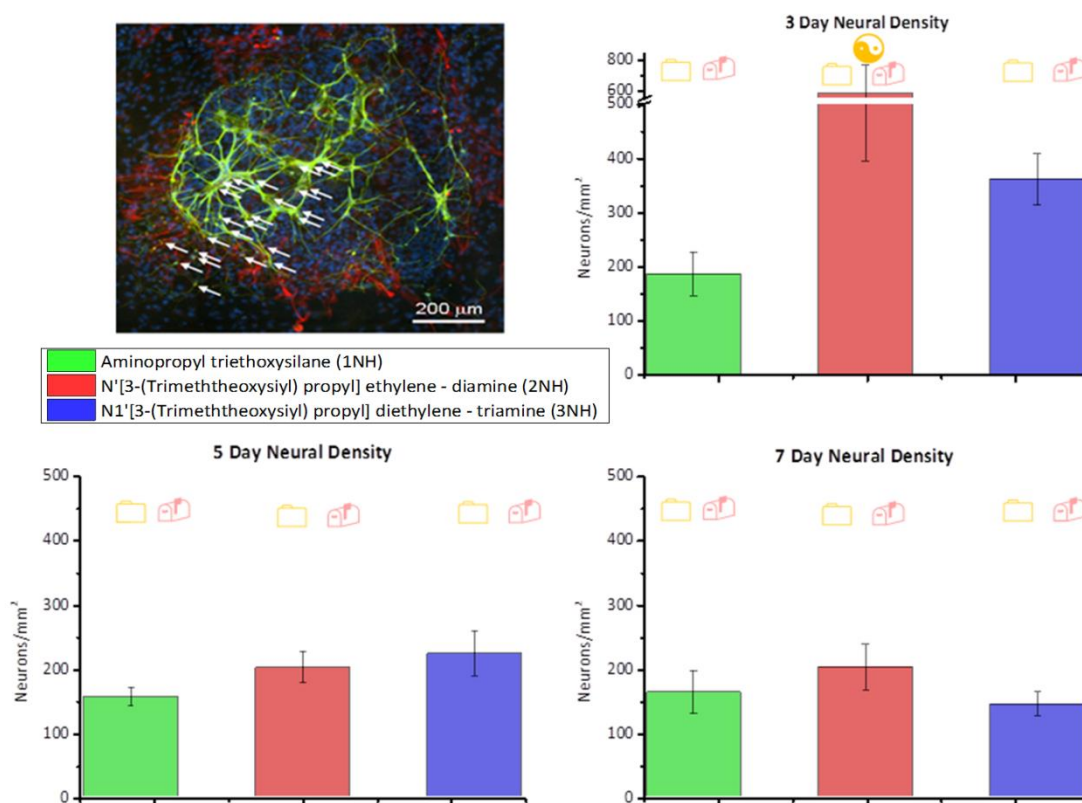 3 Day Neural Density
800
600
500
400
300
200
100
0
Neurons/mm²
200 μm
Aminopropyl triethoxysilane (1NH)
N'[3-(Trimeththeoxysiyl) propyl] ethylene - diamine (2NH)
N1'[3-(Trimeththeoxysiyl) propyl] diethylene - triamine (3NH)
5 Day Neural Density
500
400
300
200
100
0
Neurons/mm²
7 Day Neural Density
500
400
300
200
100
0
Neurons/mm²